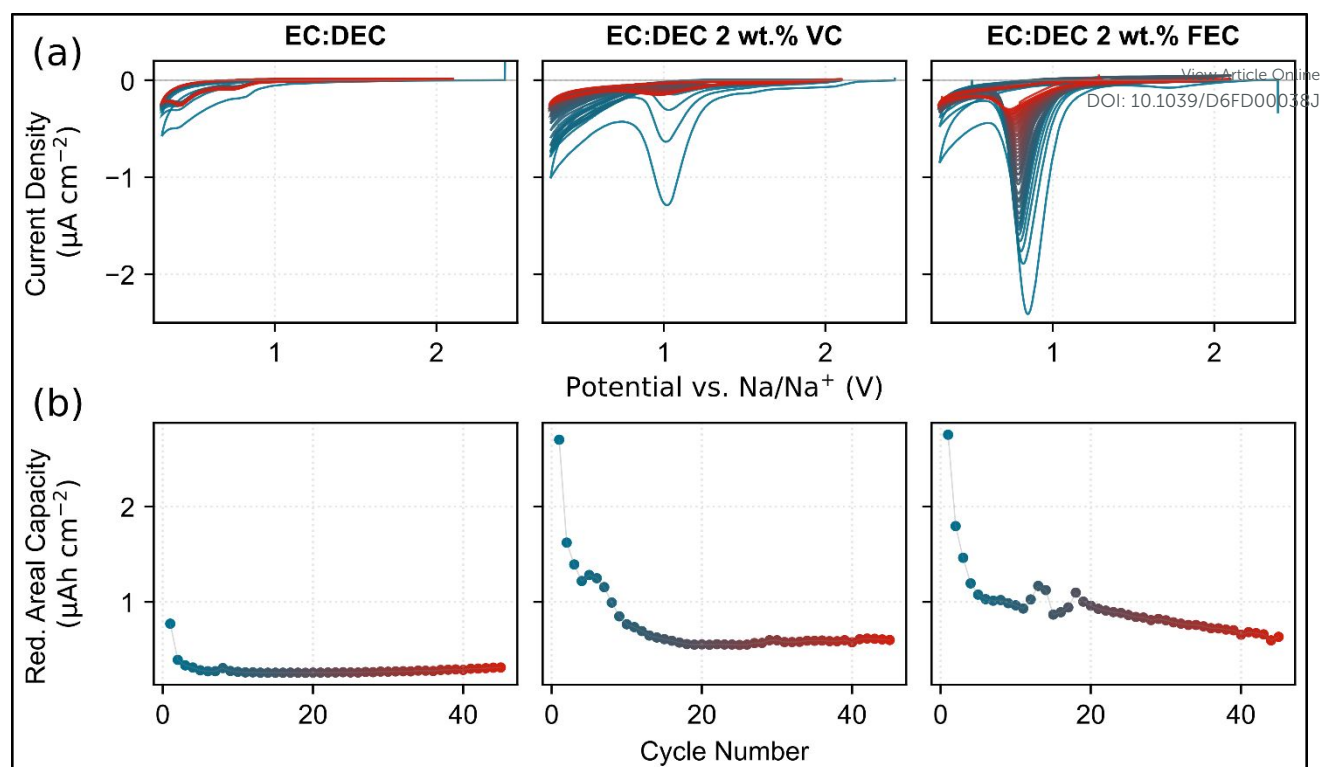 (a)
EC:DEC
EC:DEC 2 wt.% VC
EC:DEC 2 wt.% FEC
View Article Online
DOI: 10.1039/D6FD00038J
Current Density
(μA cm⁻²)
0
−1
−2
1
2
1
2
1
2
Potential vs. Na/Na⁺ (V)
(b)
Red. Areal Capacity
(μAh cm⁻²)
2
1
0
20
40
0
20
40
0
20
40
Cycle Number